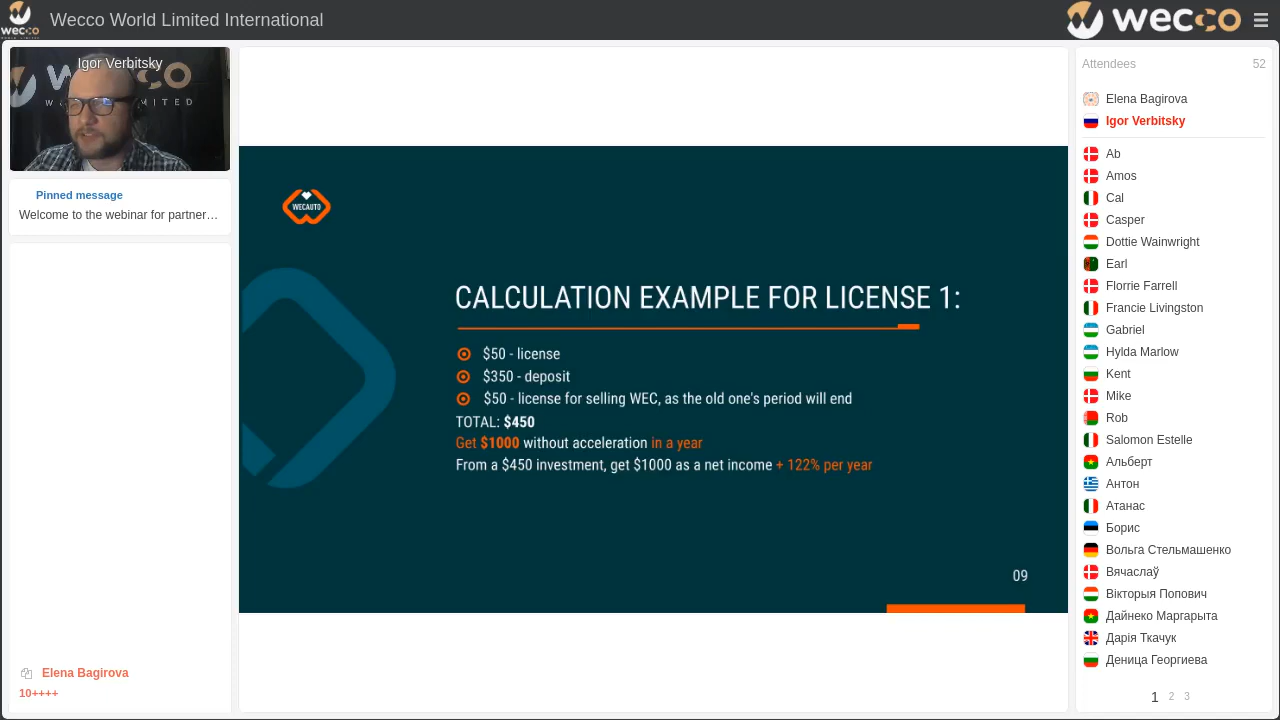 wecco
Wecco World Limited International
wecco
Igor Verbitsky
Pinned message
Welcome to the webinar for partner…
Elena Bagirova
10++++
WECAUTO
CALCULATION EXAMPLE FOR LICENSE 1:
$50 - license
$350 - deposit
$50 - license for selling WEC, as the old one's period will end
TOTAL: $450
Get $1000 without acceleration in a year
From a $450 investment, get $1000 as a net income + 122% per year
09
Attendees 52
Elena Bagirova
Igor Verbitsky
Ab
Amos
Cal
Casper
Dottie Wainwright
Earl
Florrie Farrell
Francie Livingston
Gabriel
Hylda Marlow
Kent
Mike
Rob
Salomon Estelle
Альберт
Антон
Атанас
Борис
Вольга Стельмашенко
Вячаслаў
Вікторыя Попович
Дайнеко Маргарыта
Дарія Ткачук
Деница Георгиева
1 2 3